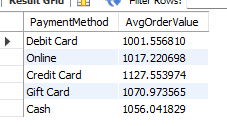 Result Grid Filter Rows:
PaymentMethod AvgOrderValue
Debit Card 1001.556810
Online 1017.220698
Credit Card 1127.553974
Gift Card 1070.973565
Cash 1056.041829